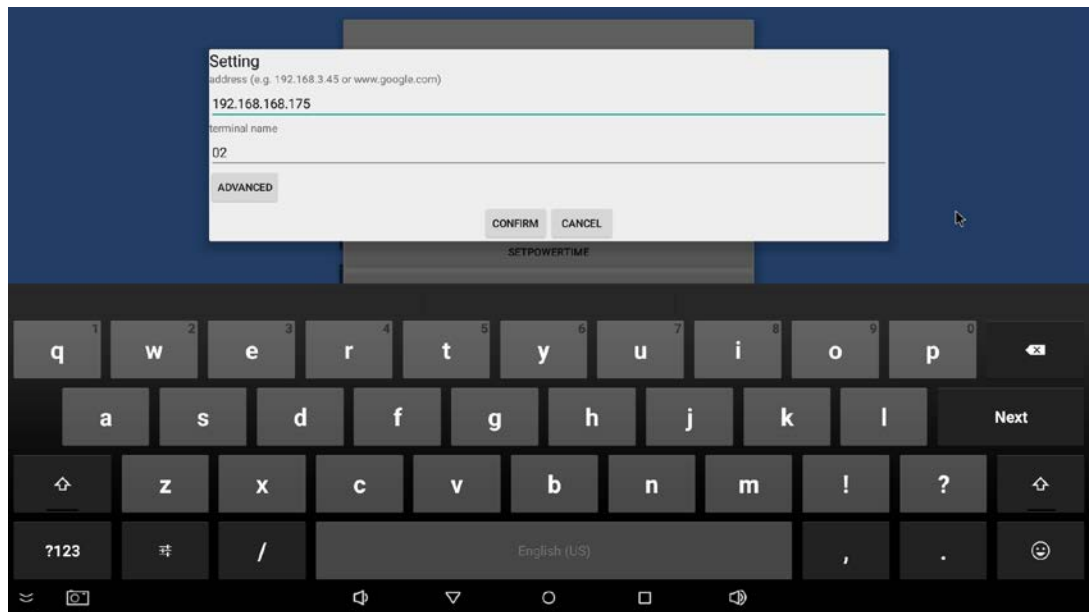 Setting
address (e.g. 192.168.3.45 or www.google.com)
192.168.168.175
terminal name
02
ADVANCED
CONFIRM CANCEL
SETPOWERTIME
1 2 3 4 5 6 7 8 9 0
q w e r t y u i o p
a s d f g h j k l Next
z x c v b n m ! ?
?123 / English (US) , .